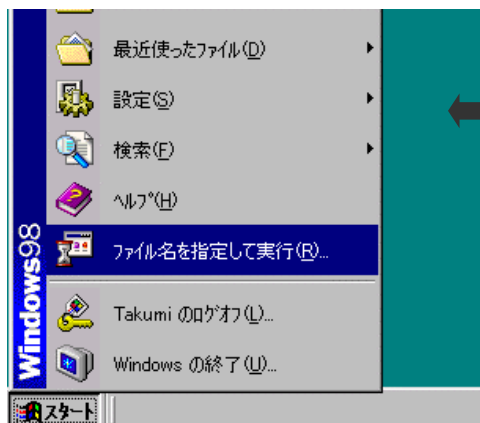 最近使ったファイル(D)
設定(S)
検索(F)
ヘルプ(H)
ファイル名を指定して実行(R)...
Takumi のログオフ(L)...
Windows の終了(U)...
Windows98
スタート